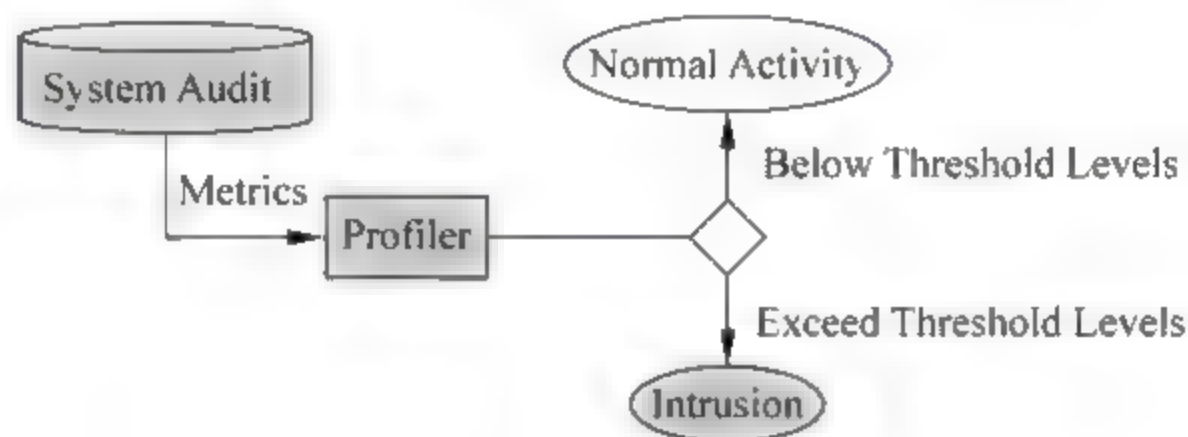 System Audit
Normal Activity
Below Threshold Levels
Metrics
Profiler
Exceed Threshold Levels
Intrusion